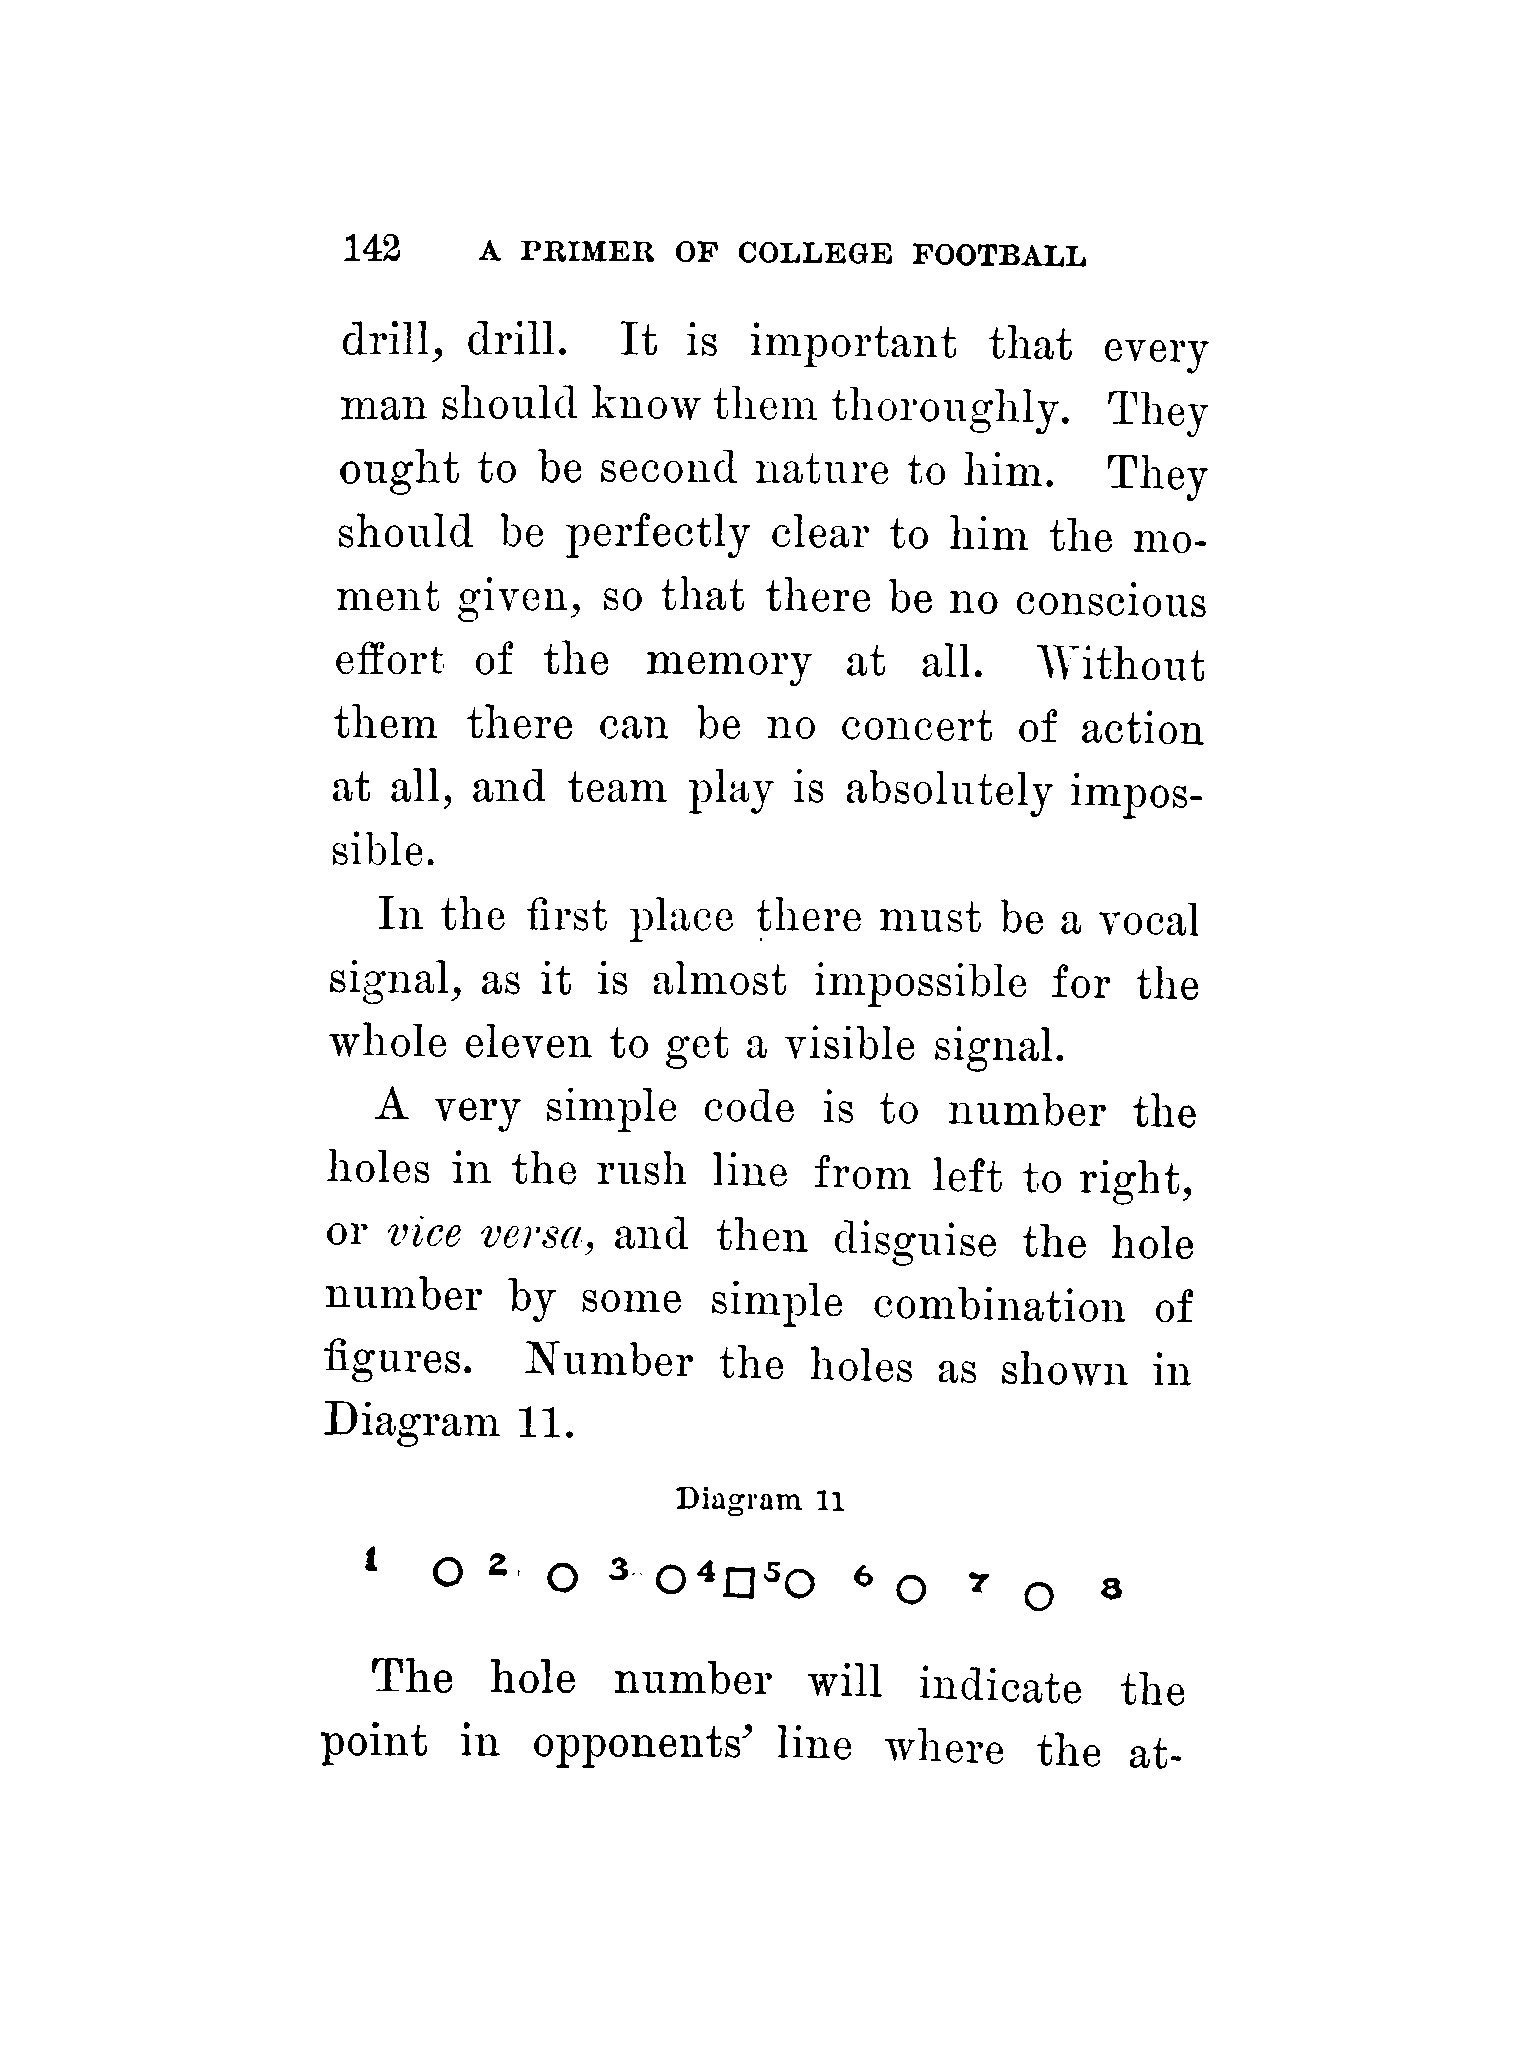 142 A PRIMER OF COLLEGE FOOTBALL
drill, drill. It is important that every
man should know them thoroughly. They
ought to be second nature to him. They
should be perfectly clear to him the mo-
ment given, so that there be no conscious
effort of the memory at all. Without
them there can be no concert of action
at all, and team play is absolutely impos-
sible.
In the first place there must be a vocal
signal, as it is almost impossible for the
whole eleven to get a visible signal.
A very simple code is to number the
holes in the rush line from left to right,
or vice versa, and then disguise the hole
number by some simple combination of
figures. Number the holes as shown in
Diagram 11.
Diagram 11
1 2 3 4 5 6 7 8
The hole number will indicate the
point in opponents' line where the at-